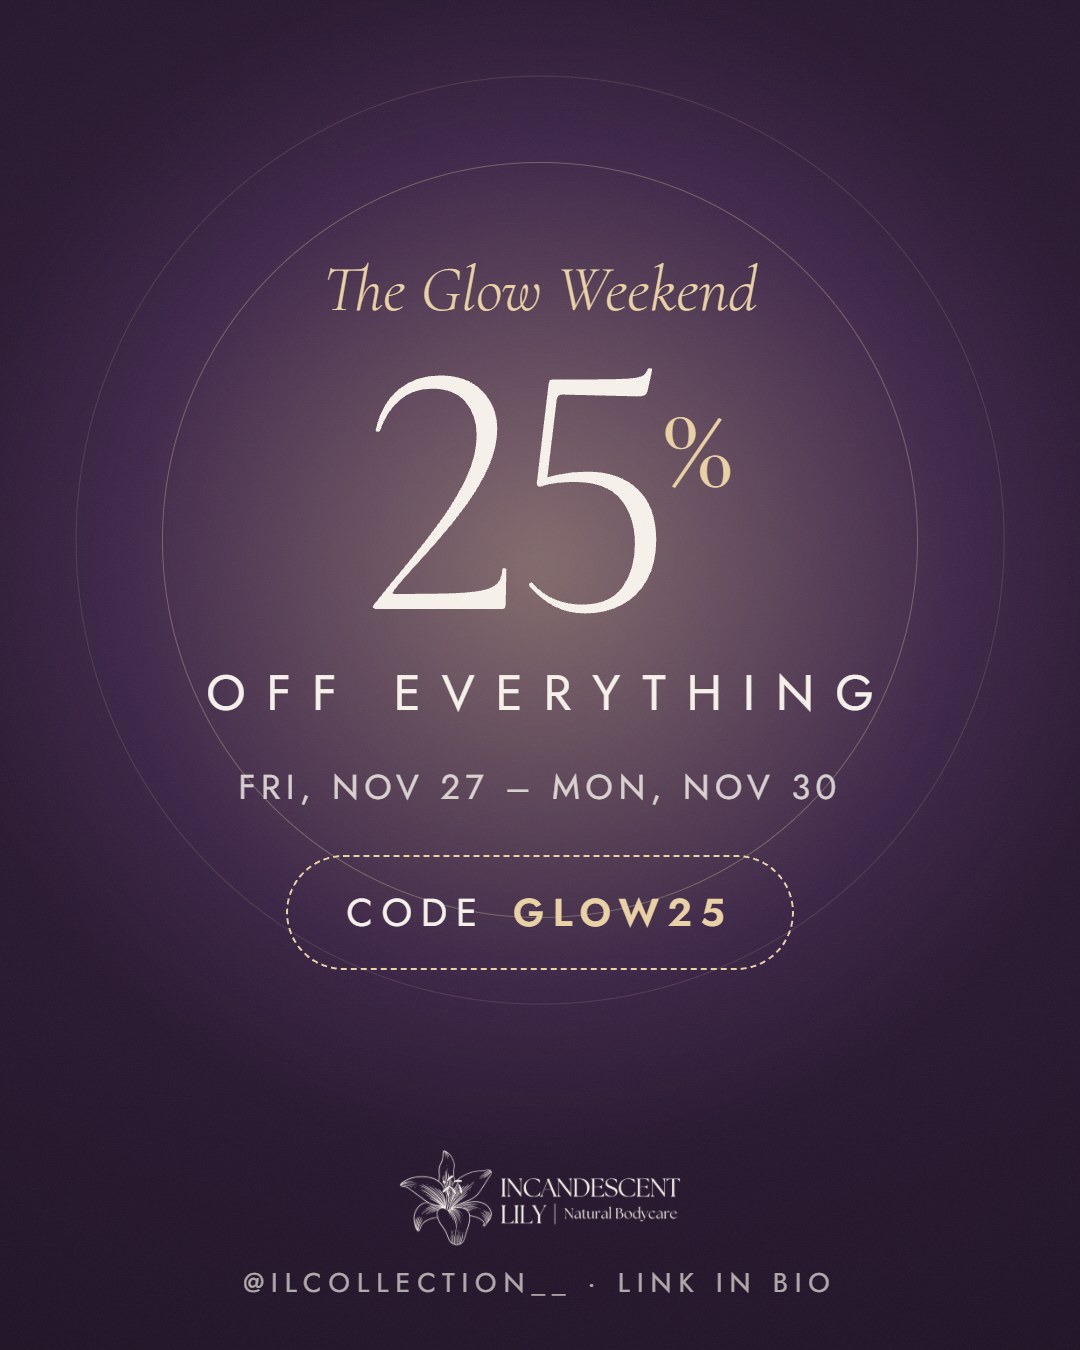 The Glow Weekend
25%
OFF EVERYTHING
FRI, NOV 27 – MON, NOV 30
CODE GLOW25
INCANDESCENT
LILY | Natural Bodycare
@ILCOLLECTION__ · LINK IN BIO